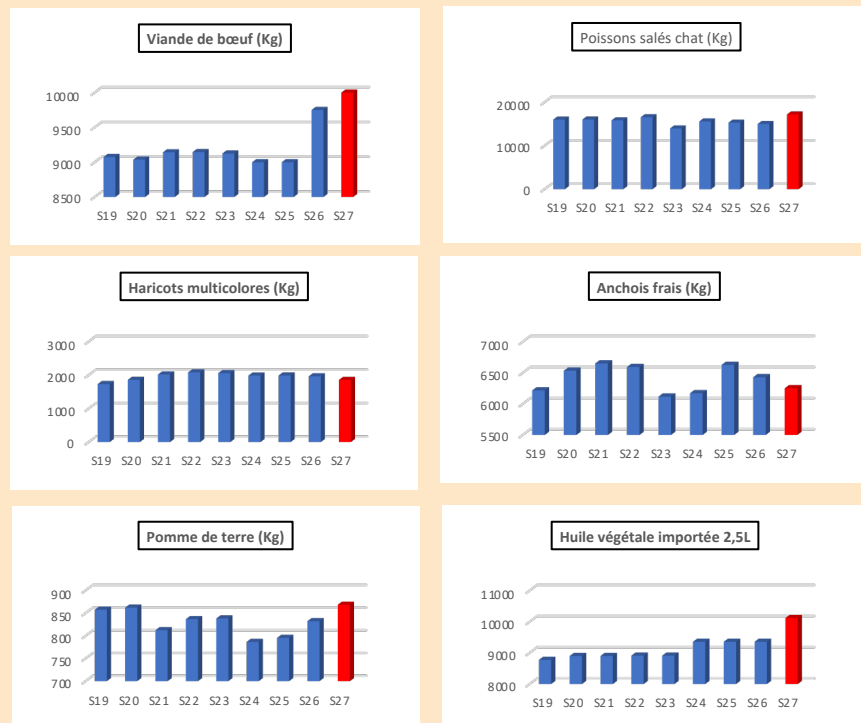 Viande de bœuf (Kg)
10000
9500
9000
8500
S19 S20 S21 S22 S23 S24 S25 S26 S27
Poissons salés chat (Kg)
20000
10000
0
S19 S20 S21 S22 S23 S24 S25 S26 S27
Haricots multicolores (Kg)
3000
2000
1000
0
S19 S20 S21 S22 S23 S24 S25 S26 S27
Anchois frais (Kg)
7000
6500
6000
5500
S19 S20 S21 S22 S23 S24 S25 S26 S27
Pomme de terre (Kg)
900
850
800
750
700
S19 S20 S21 S22 S23 S24 S25 S26 S27
Huile végétale importée 2,5L
11000
10000
9000
8000
S19 S20 S21 S22 S23 S24 S25 S26 S27